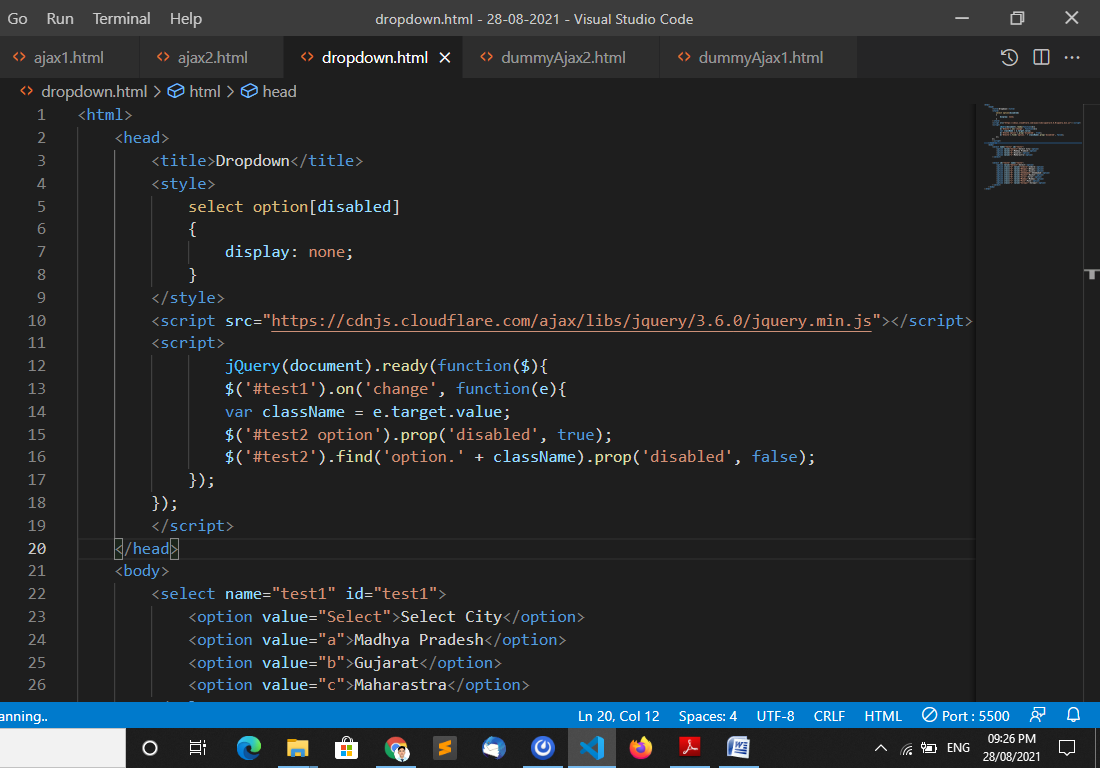 Go Run Terminal Help dropdown.html - 28-08-2021 - Visual Studio Code
ajax1.html ajax2.html dropdown.html dummyAjax2.html dummyAjax1.html
dropdown.html > html > head
1 <html>
2 <head>
3 <title>Dropdown</title>
4 <style>
5 select option[disabled]
6 {
7 display: none;
8 }
9 </style>
10 <script src="https://cdnjs.cloudflare.com/ajax/libs/jquery/3.6.0/jquery.min.js"></script>
11 <script>
12 jQuery(document).ready(function($){
13 $('#test1').on('change', function(e){
14 var className = e.target.value;
15 $('#test2 option').prop('disabled', true);
16 $('#test2').find('option.' + className).prop('disabled', false);
17 });
18 });
19 </script>
20 </head>
21 <body>
22 <select name="test1" id="test1">
23 <option value="Select">Select City</option>
24 <option value="a">Madhya Pradesh</option>
25 <option value="b">Gujarat</option>
26 <option value="c">Maharastra</option>
anning.. Ln 20, Col 12 Spaces: 4 UTF-8 CRLF HTML Port : 5500
ENG 09:26 PM
28/08/2021